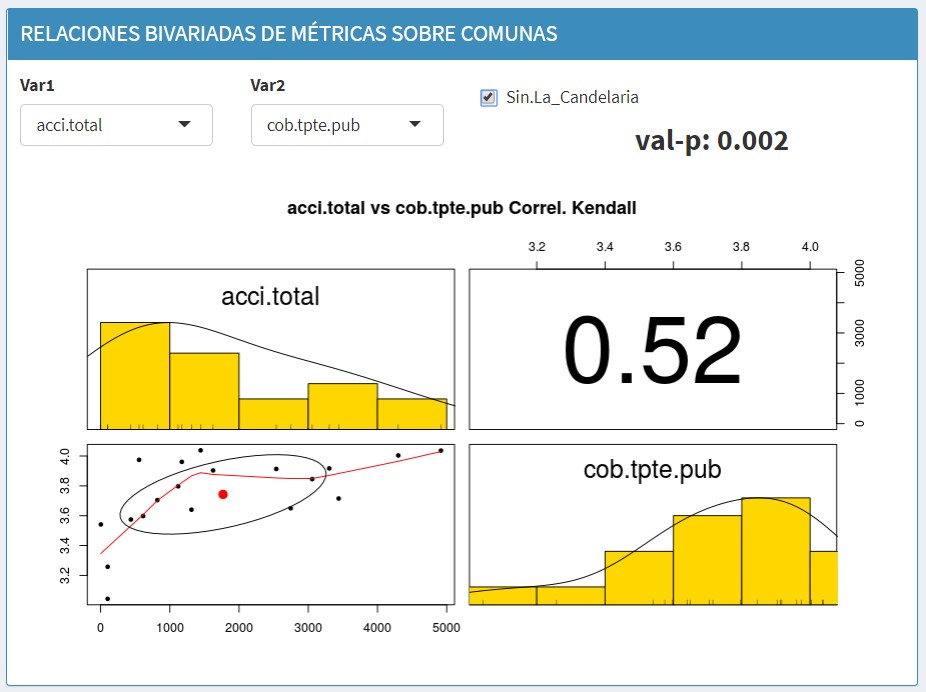 RELACIONES BIVARIADAS DE MÉTRICAS SOBRE COMUNAS
Var1
Var2
acci.total
cob.tpte.pub
Sin.La_Candelaria
val-p: 0.002
acci.total vs cob.tpte.pub Correl. Kendall
3.2 3.4 3.6 3.8 4.0
acci.total
0.52
0 1000 3000 5000
3.2 3.4 3.6 3.8 4.0
cob.tpte.pub
0 1000 2000 3000 4000 5000